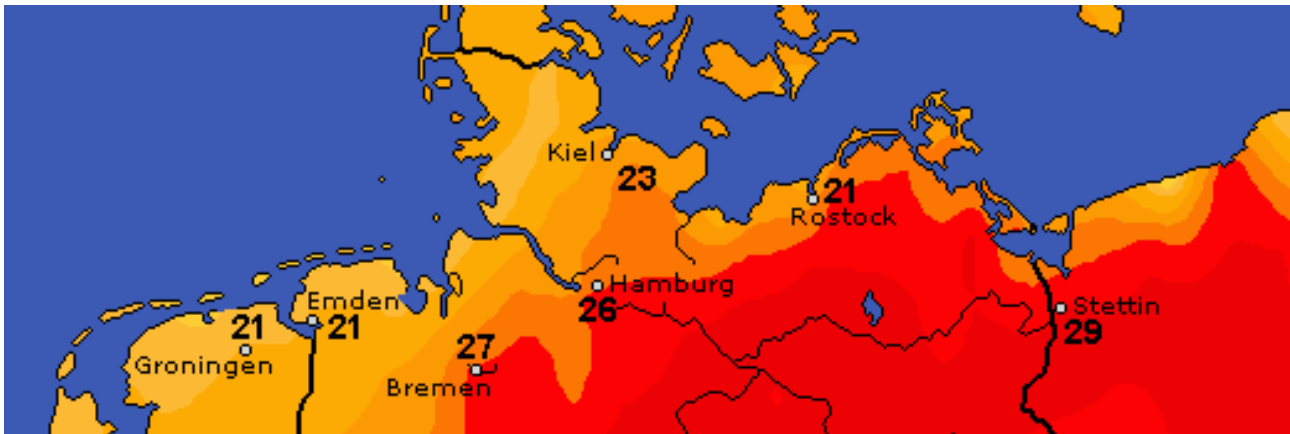 Kiel
23
21
Rostock
Hamburg
26
Emden
21
21
Groningen
27
Bremen
Stettin
29